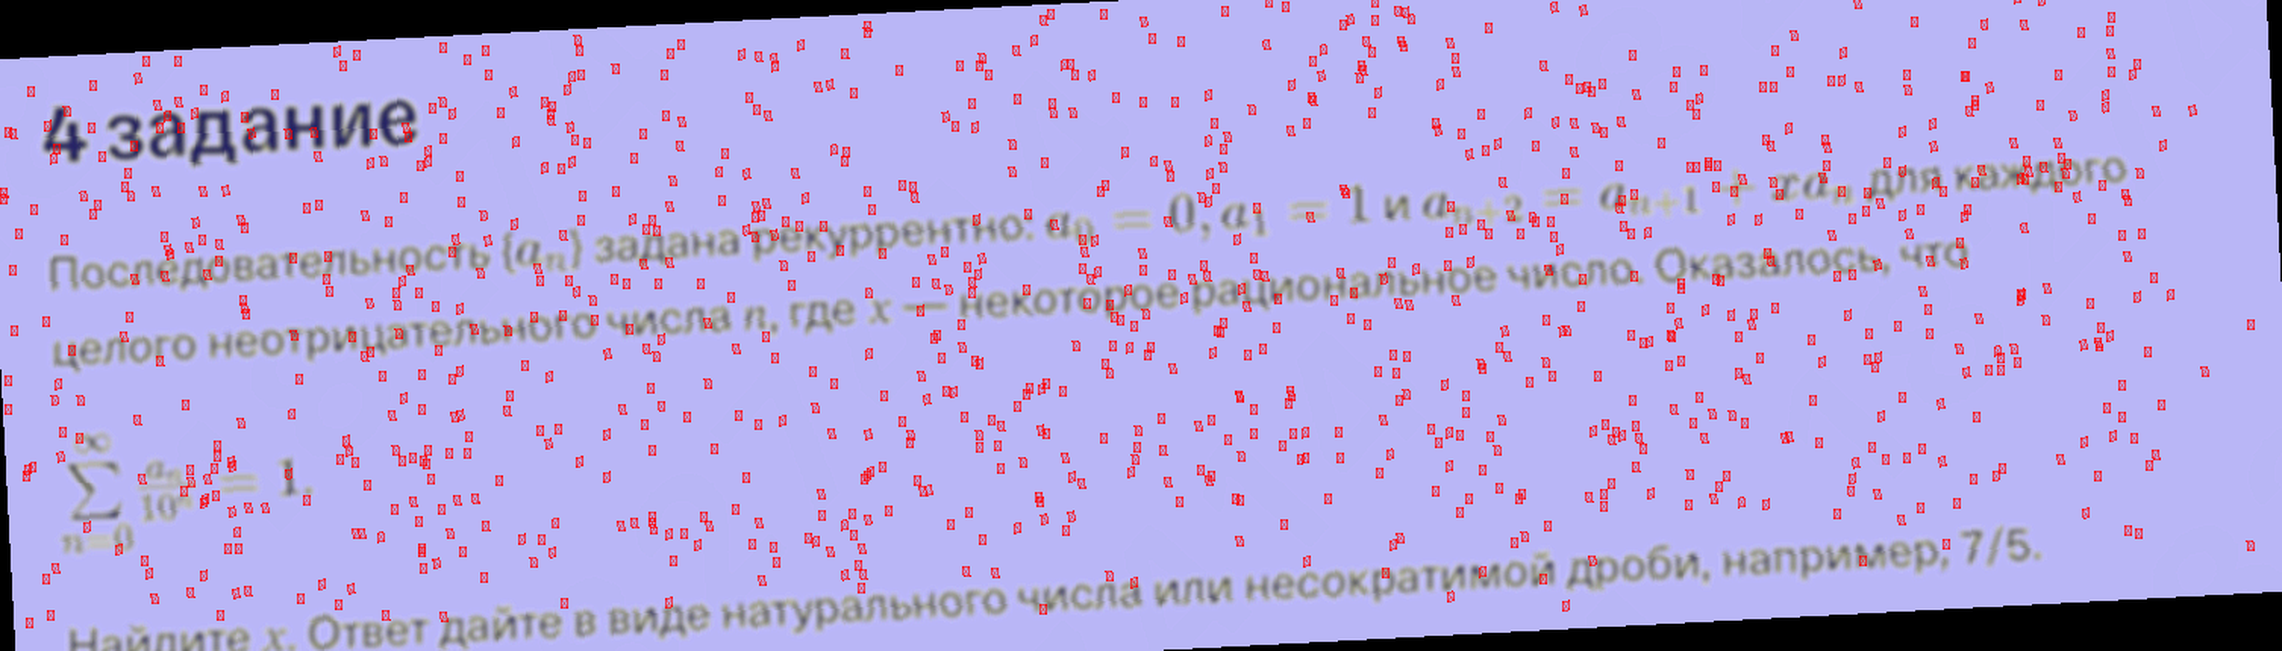 4 задание
Последовательность {aₙ} задана рекуррентно: a₀ = 0, a₁ = 1 и aₙ₊₂ = aₙ₊₁ + xaₙ для каждого
целого неотрицательного числа n, где x — некоторое рациональное число. Оказалось, что
∑_{n=0}^{∞} aₙ/10ⁿ = 1.
Найдите x. Ответ дайте в виде натурального числа или несократимой дроби, например, 7/5.